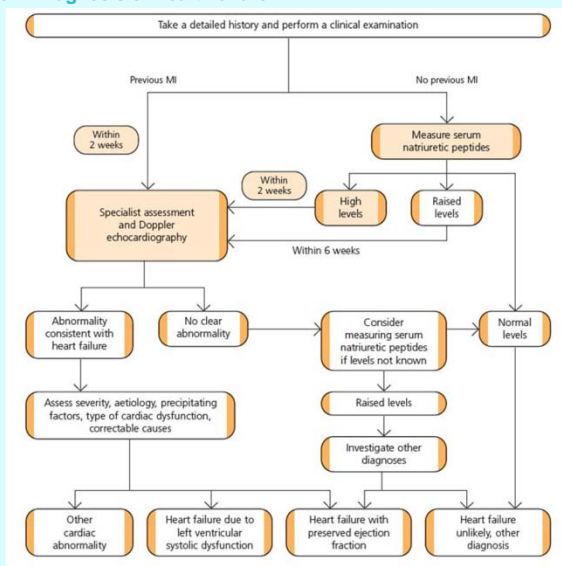 Take a detailed history and perform a clinical examination
Previous MI
No previous MI
Within
2 weeks
Measure serum
natriuretic peptides
Within
2 weeks
High
levels
Raised
levels
Specialist assessment
and Doppler
echocardiography
Within 6 weeks
Abnormality
consistent with
heart failure
No clear
abnormality
Consider
measuring serum
natriuretic peptides
if levels not known
Normal
levels
Assess severity, aetiology, precipitating
factors, type of cardiac dysfunction,
correctable causes
Raised levels
Investigate other
diagnoses
Other
cardiac
abnormality
Heart failure due to
left ventricular
systolic dysfunction
Heart failure with
preserved ejection
fraction
Heart failure
unlikely, other
diagnosis